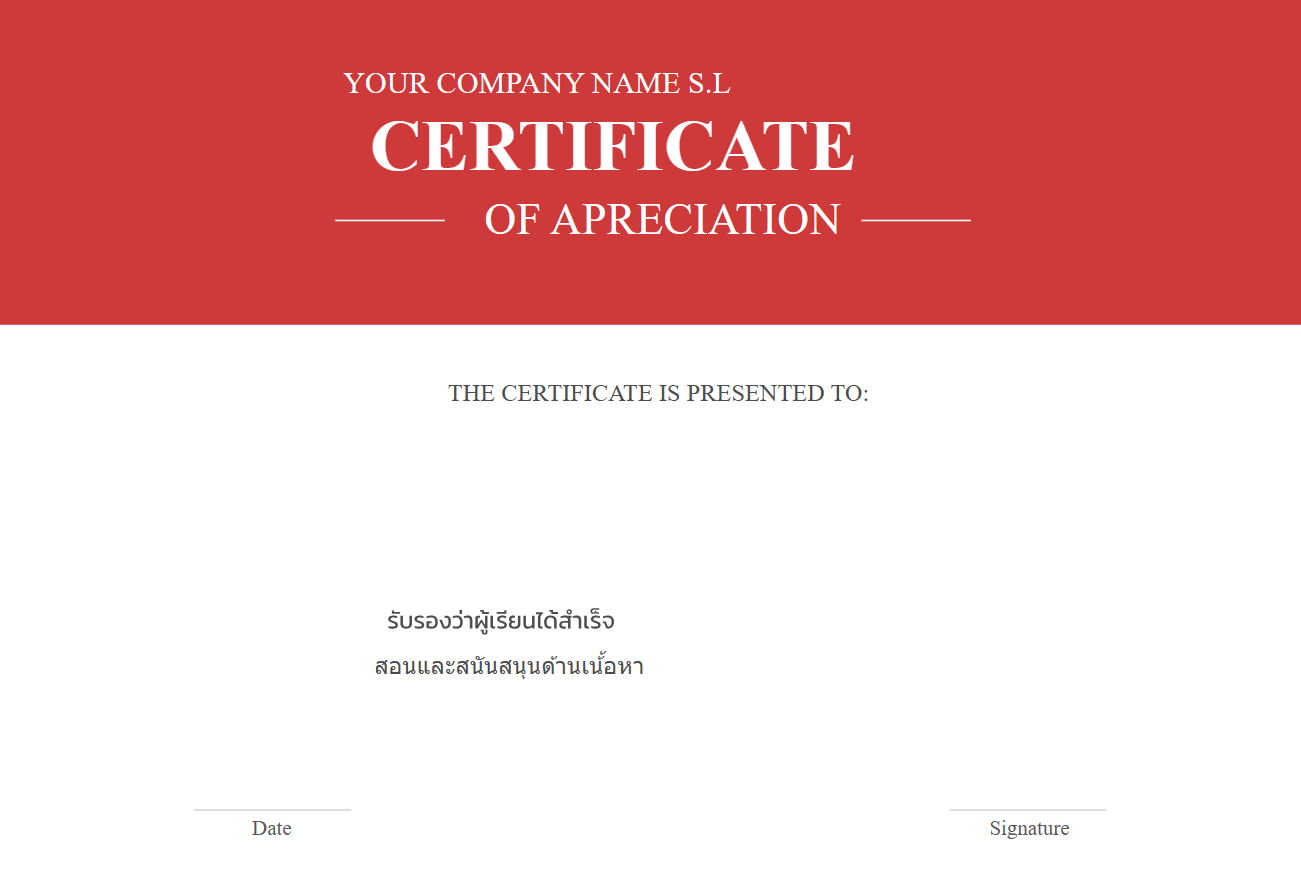 YOUR COMPANY NAME S.L
CERTIFICATE
OF APRECIATION
THE CERTIFICATE IS PRESENTED TO:
รับรองว่าผู้เรียนได้สำเร็จ
สอนและสนันสนุนด้านเนื้อหา
Date
Signature